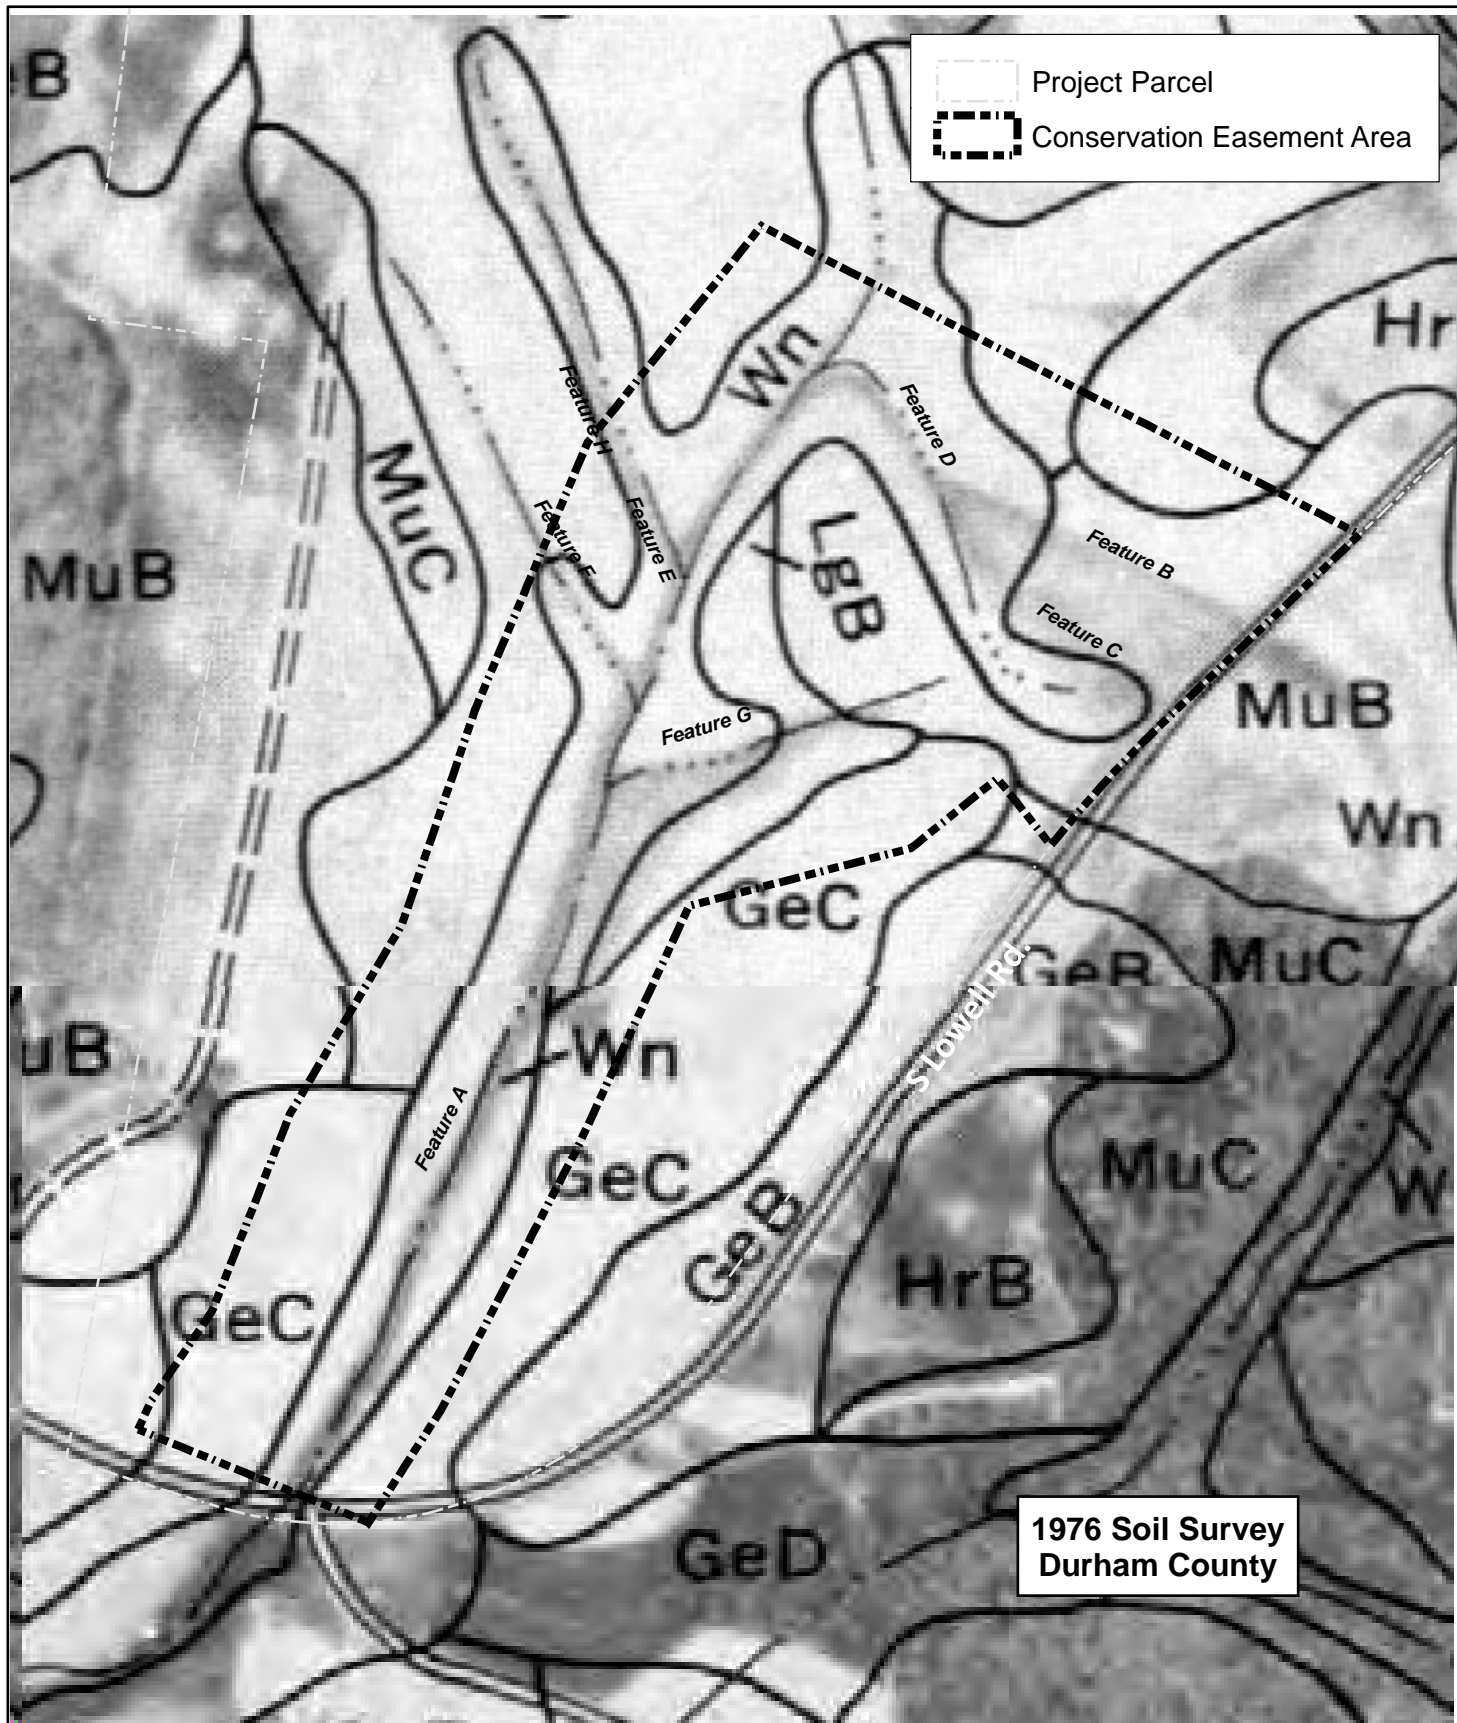 eB
Project Parcel
Conservation Easement Area
Hr
Wn
Feature H
Feature D
MuC
Feature E
Feature F
LgB
Feature B
MuB
Feature C
MuB
Feature G
Wn
GeC
S Lowell Rd.
GeB
MuC
uB
Wn
Feature A
GeC
MuC
W
GeB
HrB
GeC
1976 Soil Survey
Durham County
GeD